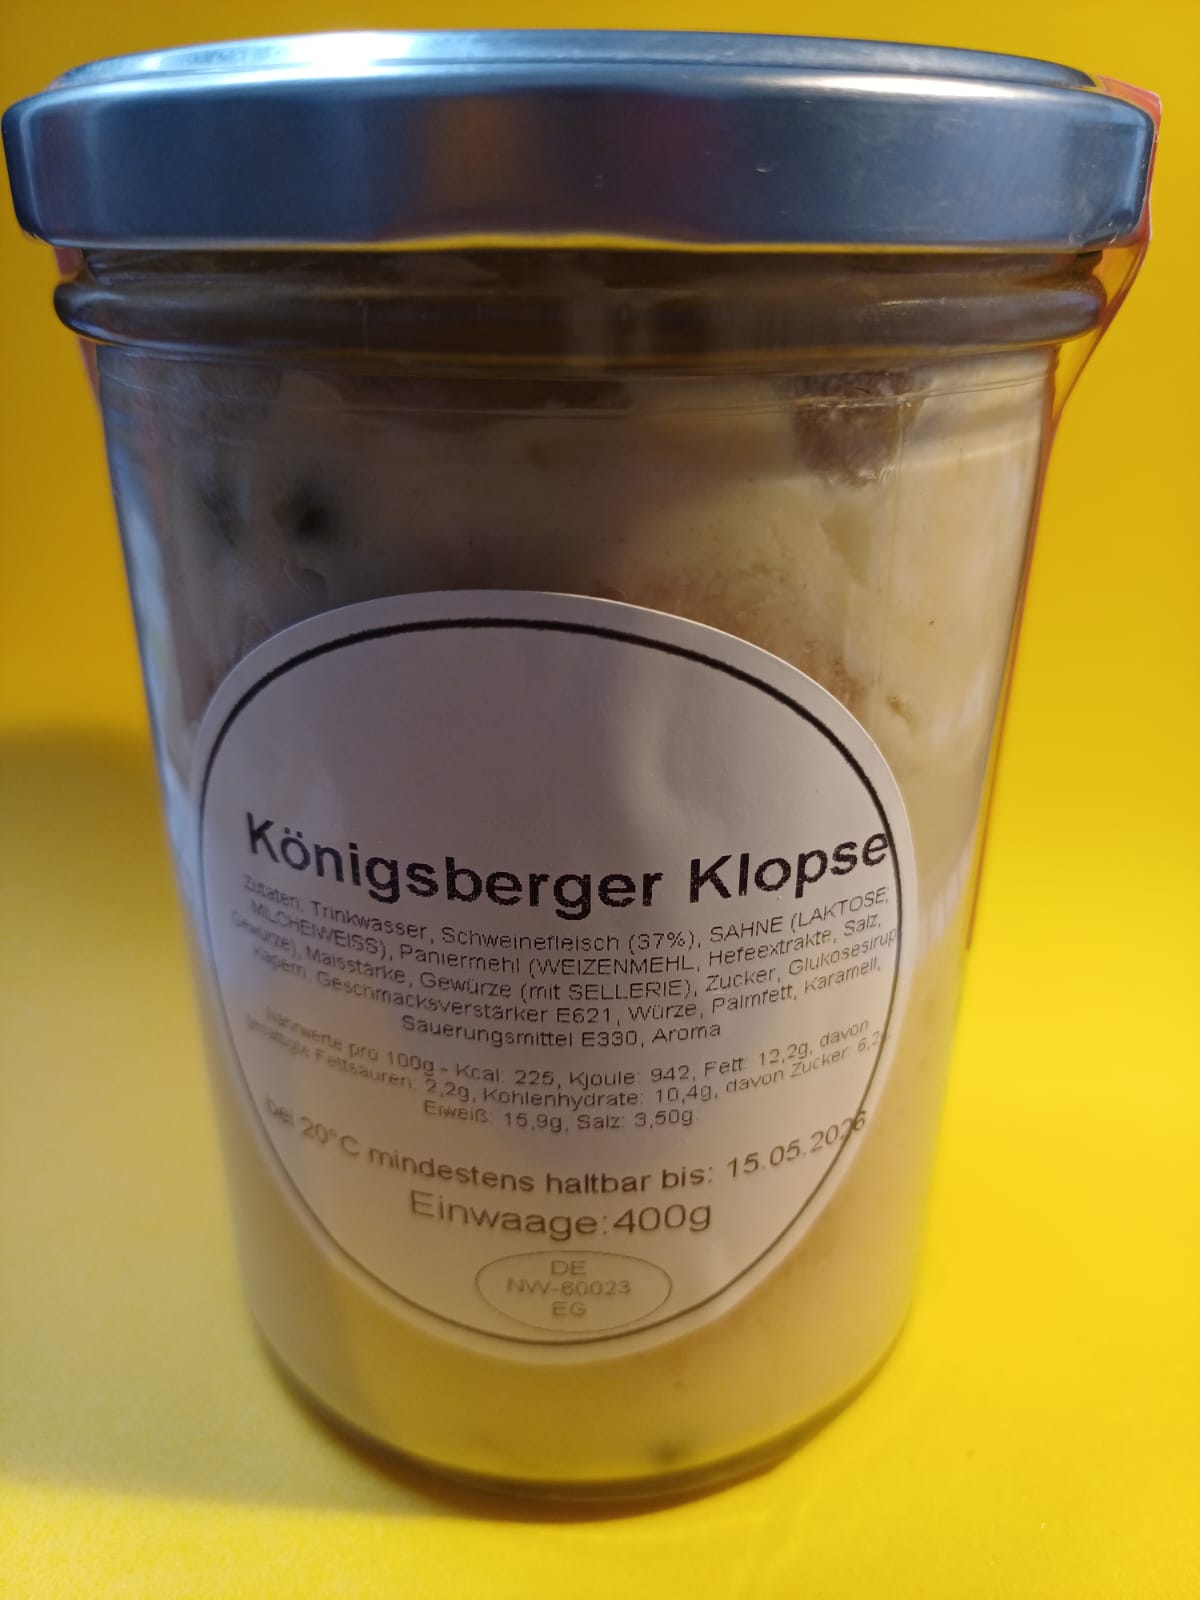 Königsberger Klopse
Zutaten: Trinkwasser, Schweinefleisch (37%), SAHNE (LAKTOSE,
MILCHEIWEISS), Paniermehl (WEIZENMEHL, Hefeextrakte, Salz,
Gewürze), Maisstärke, Gewürze (mit SELLERIE), Zucker, Glukosesirup
Kapern, Geschmacksverstärker E621, Würze, Palmfett, Karamell,
Sauerungsmittel E330, Aroma
Nährwerte pro 100g - Kcal: 225, Kjoule: 942, Fett: 12,2g, davon
gesättigte Fettsäuren: 2,2g, Kohlenhydrate: 10,4g, davon Zucker: 6,2g,
Eiweiß: 15,9g, Salz: 3,50g
bei 20°C mindestens haltbar bis: 15.05.2026
Einwaage:400g
DE
NW-60023
EG